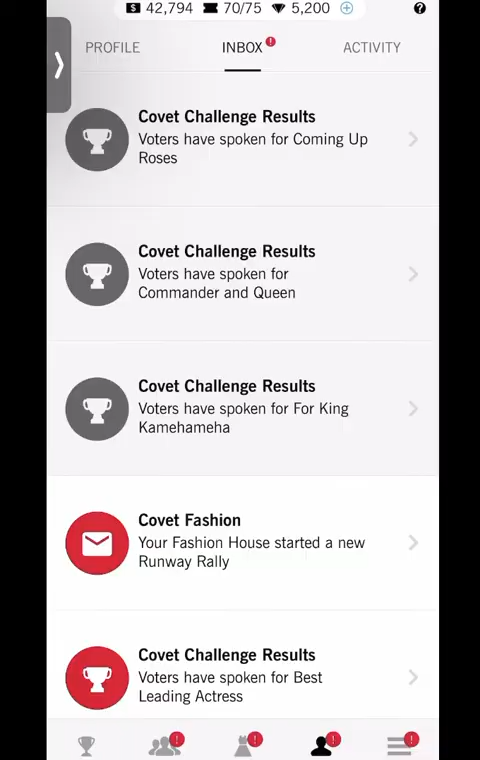 $ 42,794 70/75 5,200 ?
PROFILE INBOX ! ACTIVITY
Covet Challenge Results
Voters have spoken for Coming Up
Roses
Covet Challenge Results
Voters have spoken for
Commander and Queen
Covet Challenge Results
Voters have spoken for For King
Kamehameha
Covet Fashion
Your Fashion House started a new
Runway Rally
Covet Challenge Results
Voters have spoken for Best
Leading Actress
! ! ! !